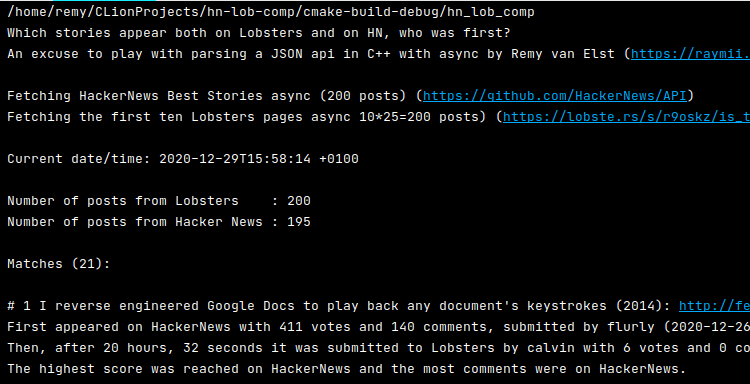 /home/remy/CLionProjects/hn-lob-comp/cmake-build-debug/hn_lob_comp
Which stories appear both on Lobsters and on HN, who was first?
An excuse to play with parsing a JSON api in C++ with async by Remy van Elst (https://raymii.
Fetching HackerNews Best Stories async (200 posts) (https://github.com/HackerNews/API)
Fetching the first ten Lobsters pages async 10*25=200 posts) (https://lobste.rs/s/r9oskz/is_t
Current date/time: 2020-12-29T15:58:14 +0100
Number of posts from Lobsters    : 200
Number of posts from Hacker News : 195
Matches (21):
# 1 I reverse engineered Google Docs to play back any document's keystrokes (2014): http://fe
First appeared on HackerNews with 411 votes and 140 comments, submitted by flurly (2020-12-26
Then, after 20 hours, 32 seconds it was submitted to Lobsters by calvin with 6 votes and 0 co
The highest score was reached on HackerNews and the most comments were on HackerNews.